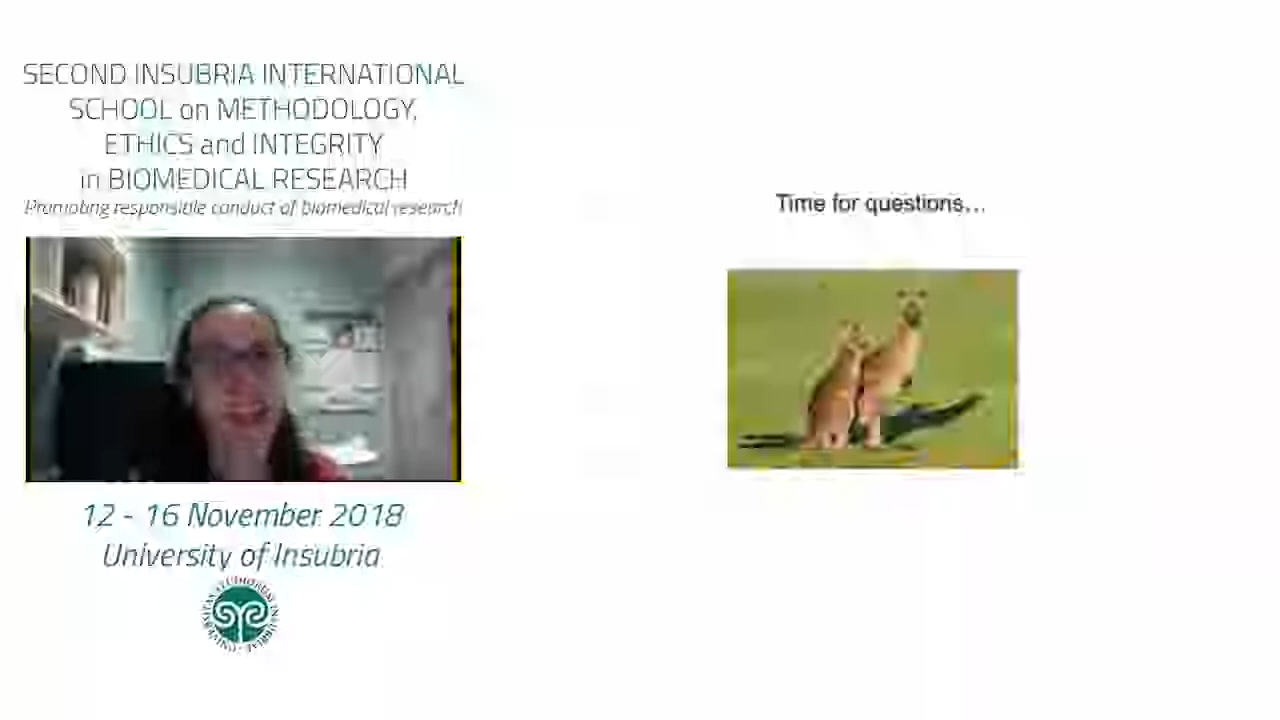 SECOND INSUBRIA INTERNATIONAL
SCHOOL on METHODOLOGY,
ETHICS and INTEGRITY
in BIOMEDICAL RESEARCH
Promoting responsible conduct of biomedical research
Time for questions...
12 - 16 November 2018
University of Insubria